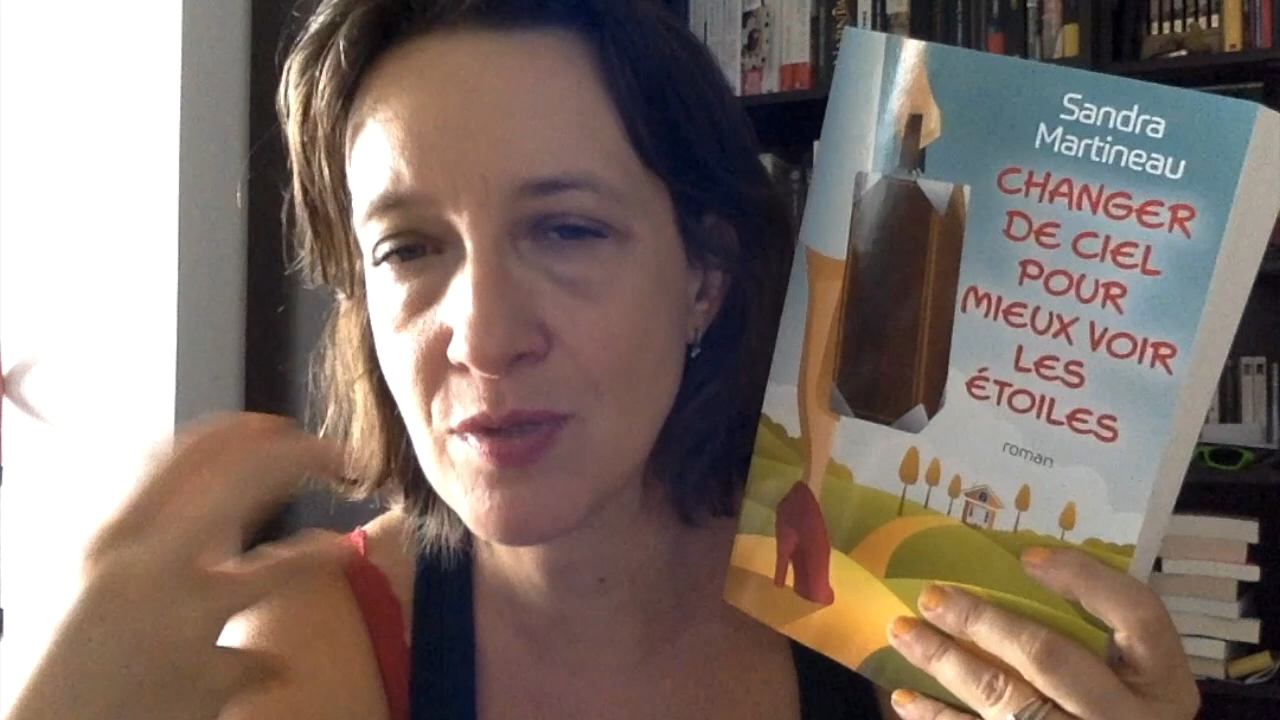 Sandra
Martineau
CHANGER
DE CIEL
POUR
MIEUX VOIR
LES
ÉTOILES
roman